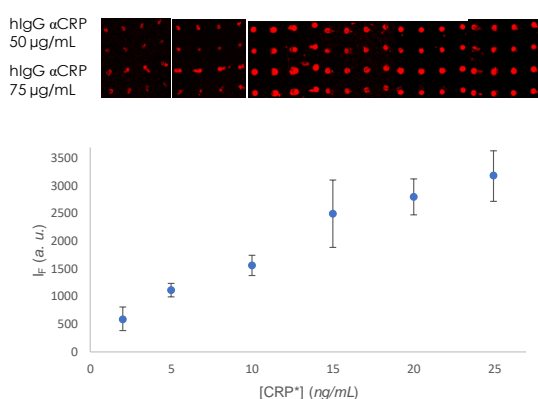 hIgG αCRP
50 µg/mL
hIgG αCRP
75 µg/mL
3500
3000
2500
2000
1500
1000
500
0
I_F (a. u.)
0 5 10 15 20 25
[CRP*] (ng/mL)